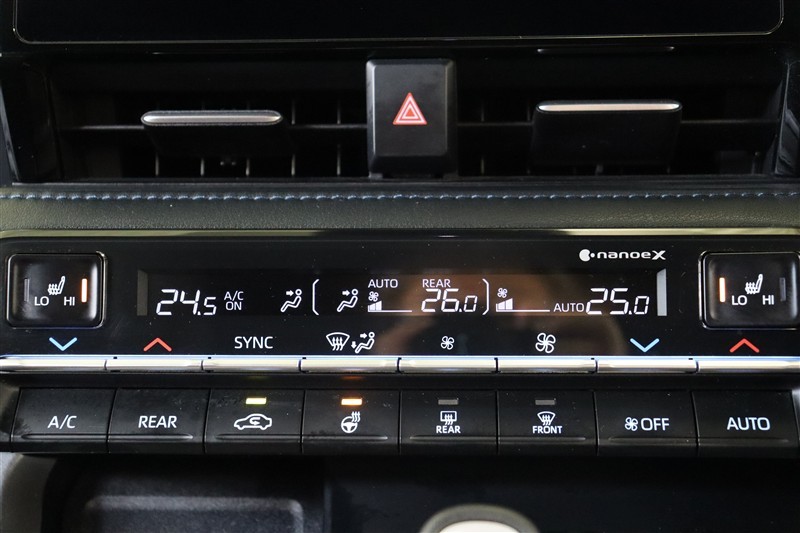 nanoeX
LO HI
24.5 A/C ON
AUTO
REAR 26.0
AUTO 25.0
LO HI
SYNC
A/C
REAR
REAR
FRONT
OFF
AUTO